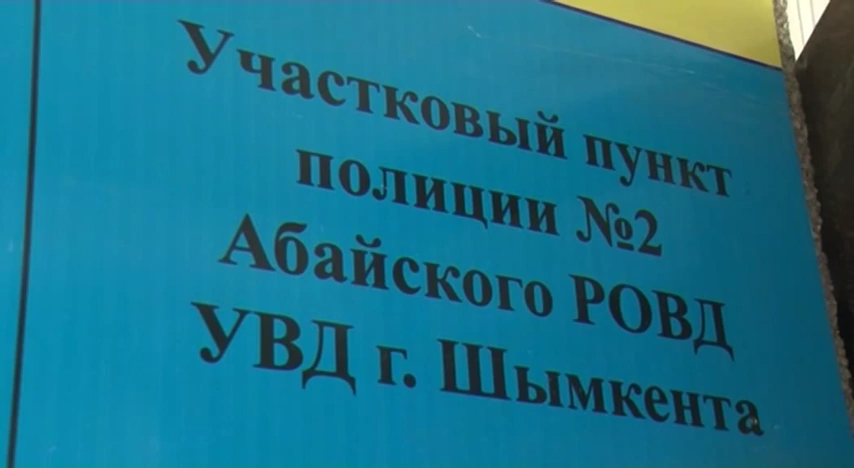 Участковый пункт
полиции №2
Абайского РОВД
УВД г. Шымкента